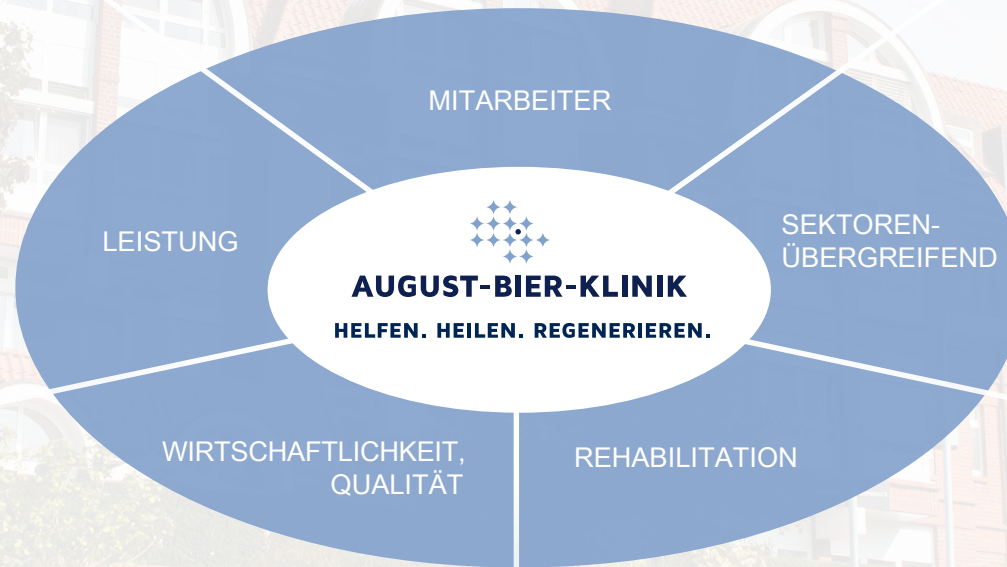 MITARBEITER
LEISTUNG
SEKTOREN-
ÜBERGREIFEND
AUGUST-BIER-KLINIK
HELFEN. HEILEN. REGENERIEREN.
WIRTSCHAFTLICHKEIT,
QUALITÄT
REHABILITATION